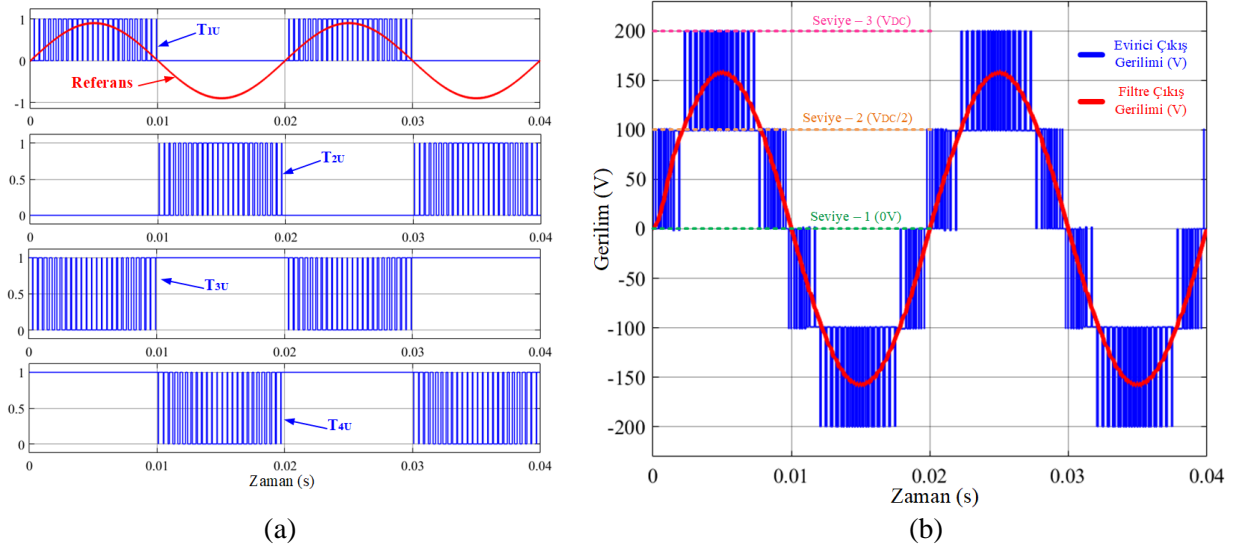 1
0
-1
T1U
Referans
0
0.01
0.02
0.03
0.04
1
0.5
0
T2U
0
0.01
0.02
0.03
0.04
1
0.5
0
T3U
0
0.01
0.02
0.03
0.04
1
0.5
0
T4U
0
0.01
0.02
0.03
0.04
Zaman (s)
(a)
Gerilim (V)
200
150
100
50
0
-50
-100
-150
-200
Seviye – 3 (VDC)
Seviye – 2 (VDC/2)
Seviye – 1 (0V)
Evirici Çıkış
Gerilimi (V)
Filtre Çıkış
Gerilimi (V)
0
0.01
0.02
0.03
0.04
Zaman (s)
(b)